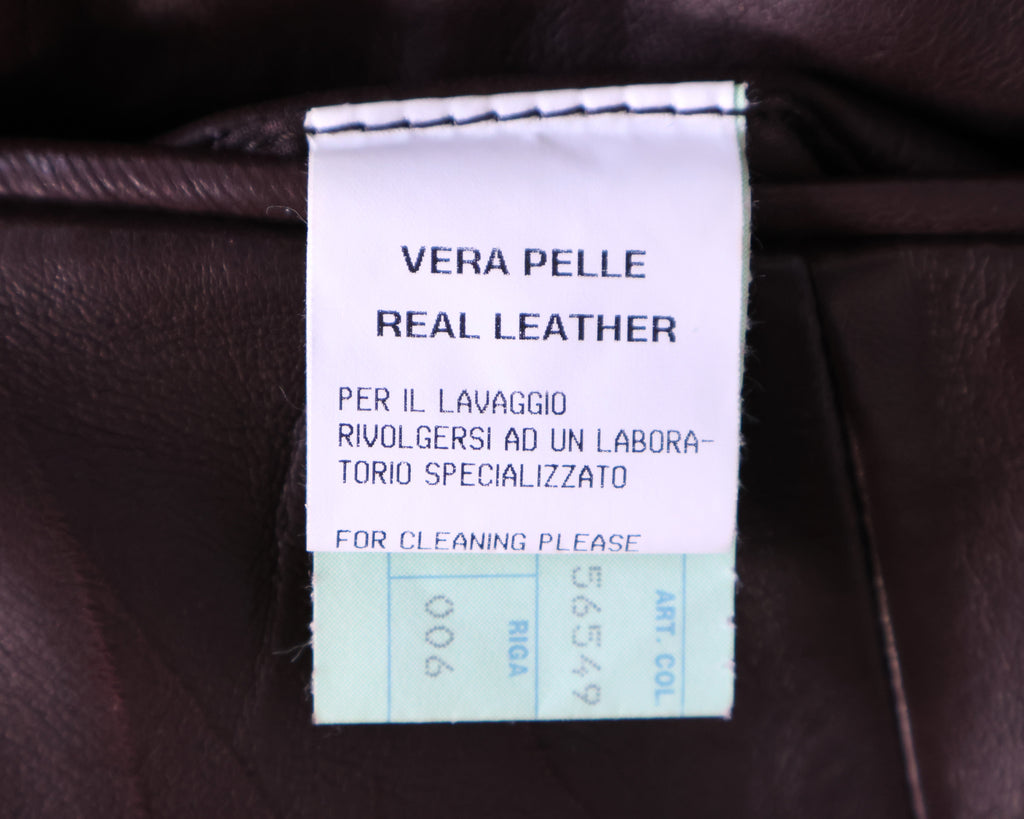 VERA PELLE
REAL LEATHER
PER IL LAVAGGIO
RIVOLGERSI AD UN LABORA-
TORIO SPECIALIZZATO
FOR CLEANING PLEASE
ART. COL
56549
RIGA
006